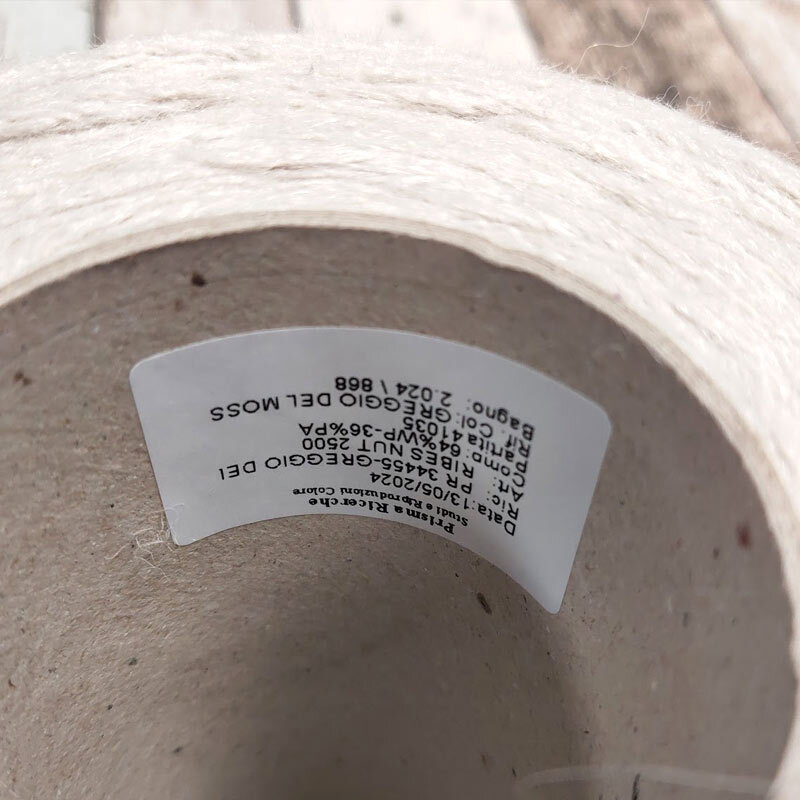 Prisma Ricerche
Studi e Riproduzioni Colore
Data: 13/05/2024
Ric: PR 34455-GREGGIO DEI
Art: RIBES NUT 2500
Comp: 64%WP-36%PA
Partita 41035
Rif. Col: GREGGIO DEL MOSS
Bagno: 2.024 \ 868